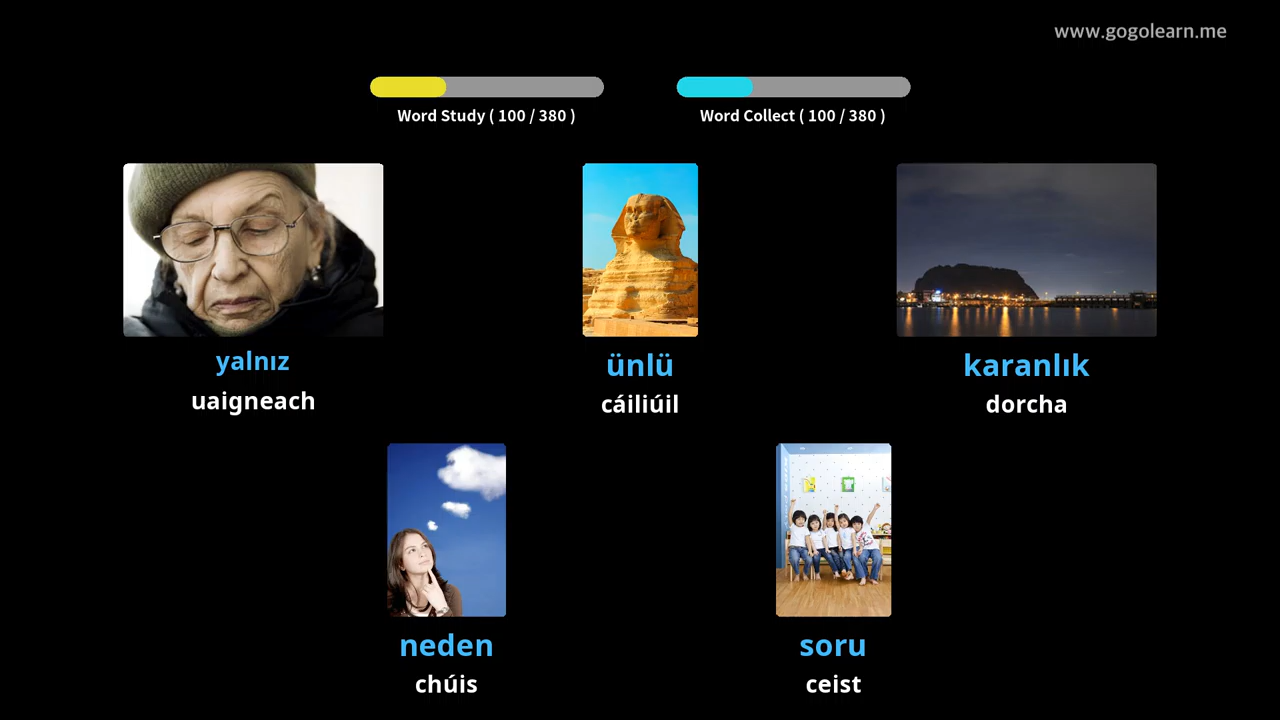 www.gogolearn.me
Word Study ( 100 / 380 )
Word Collect ( 100 / 380 )
yalnız
uaigneach
ünlü
cáiliúil
karanlık
dorcha
neden
chúis
soru
ceist